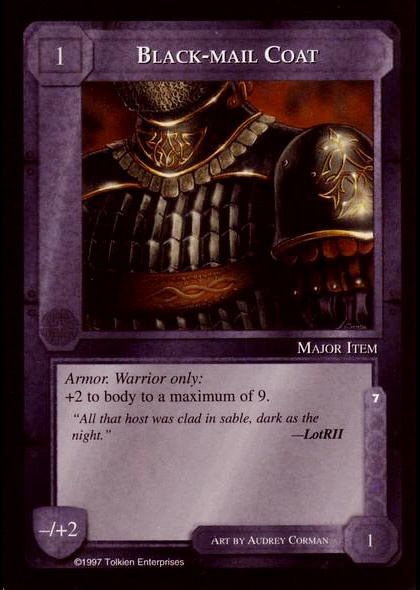 1
BLACK-MAIL COAT
MAJOR ITEM
Armor. Warrior only:
+2 to body to a maximum of 9.
7
"All that host was clad in sable, dark as the
night." —LotRII
–/+2
ART BY AUDREY CORMAN
1
©1997 Tolkien Enterprises